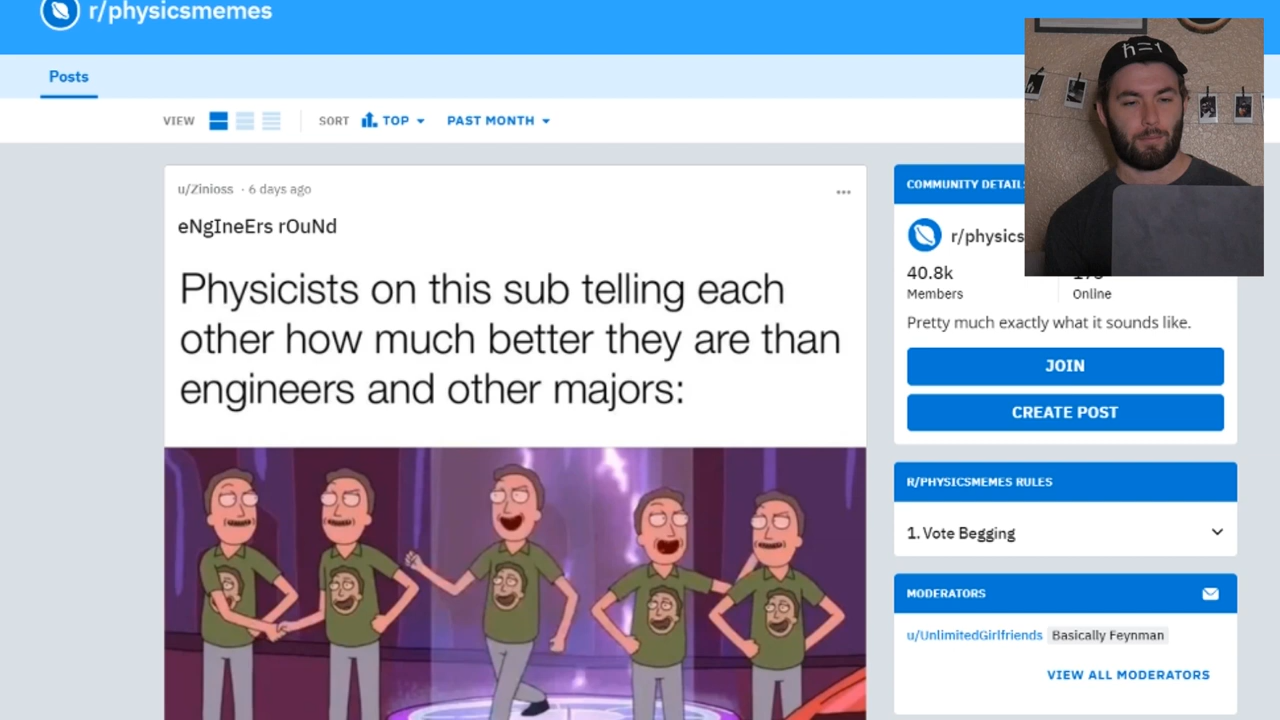 r/physicsmemes
Posts
VIEW
SORT
TOP
PAST MONTH
u/Zinioss · 6 days ago
eNgIneErs rOuNd
Physicists on this sub telling each
other how much better they are than
engineers and other majors:
ħ=1
COMMUNITY
r/physics
40.8k
Members
Online
Pretty much exactly what it sounds like.
JOIN
CREATE POST
R/PHYSICSMEMES RULES
1. Vote Begging
MODERATORS
u/UnlimitedGirlfriends Basically Feynman
VIEW ALL MODERATORS